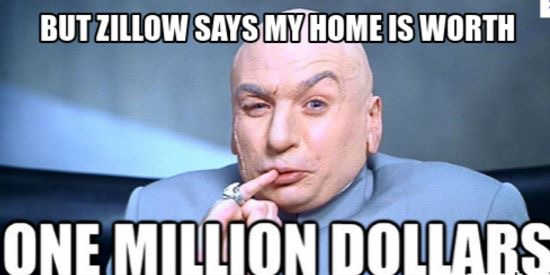 BUT ZILLOW SAYS MY HOME IS WORTH
ONE MILLION DOLLARS